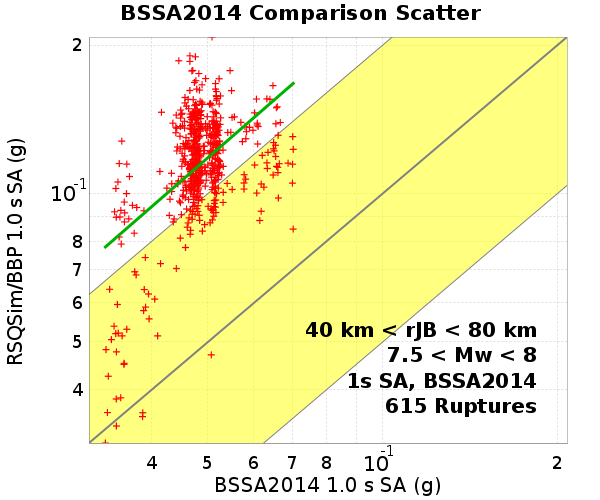 BSSA2014 Comparison Scatter
RSQSim/BBP 1.0 s SA (g)
2
10-1
8
7
6
5
4
40 km < rJB < 80 km
7.5 < Mw < 8
1s SA, BSSA2014
615 Ruptures
4 5 6 7 8 10-1 2
BSSA2014 1.0 s SA (g)